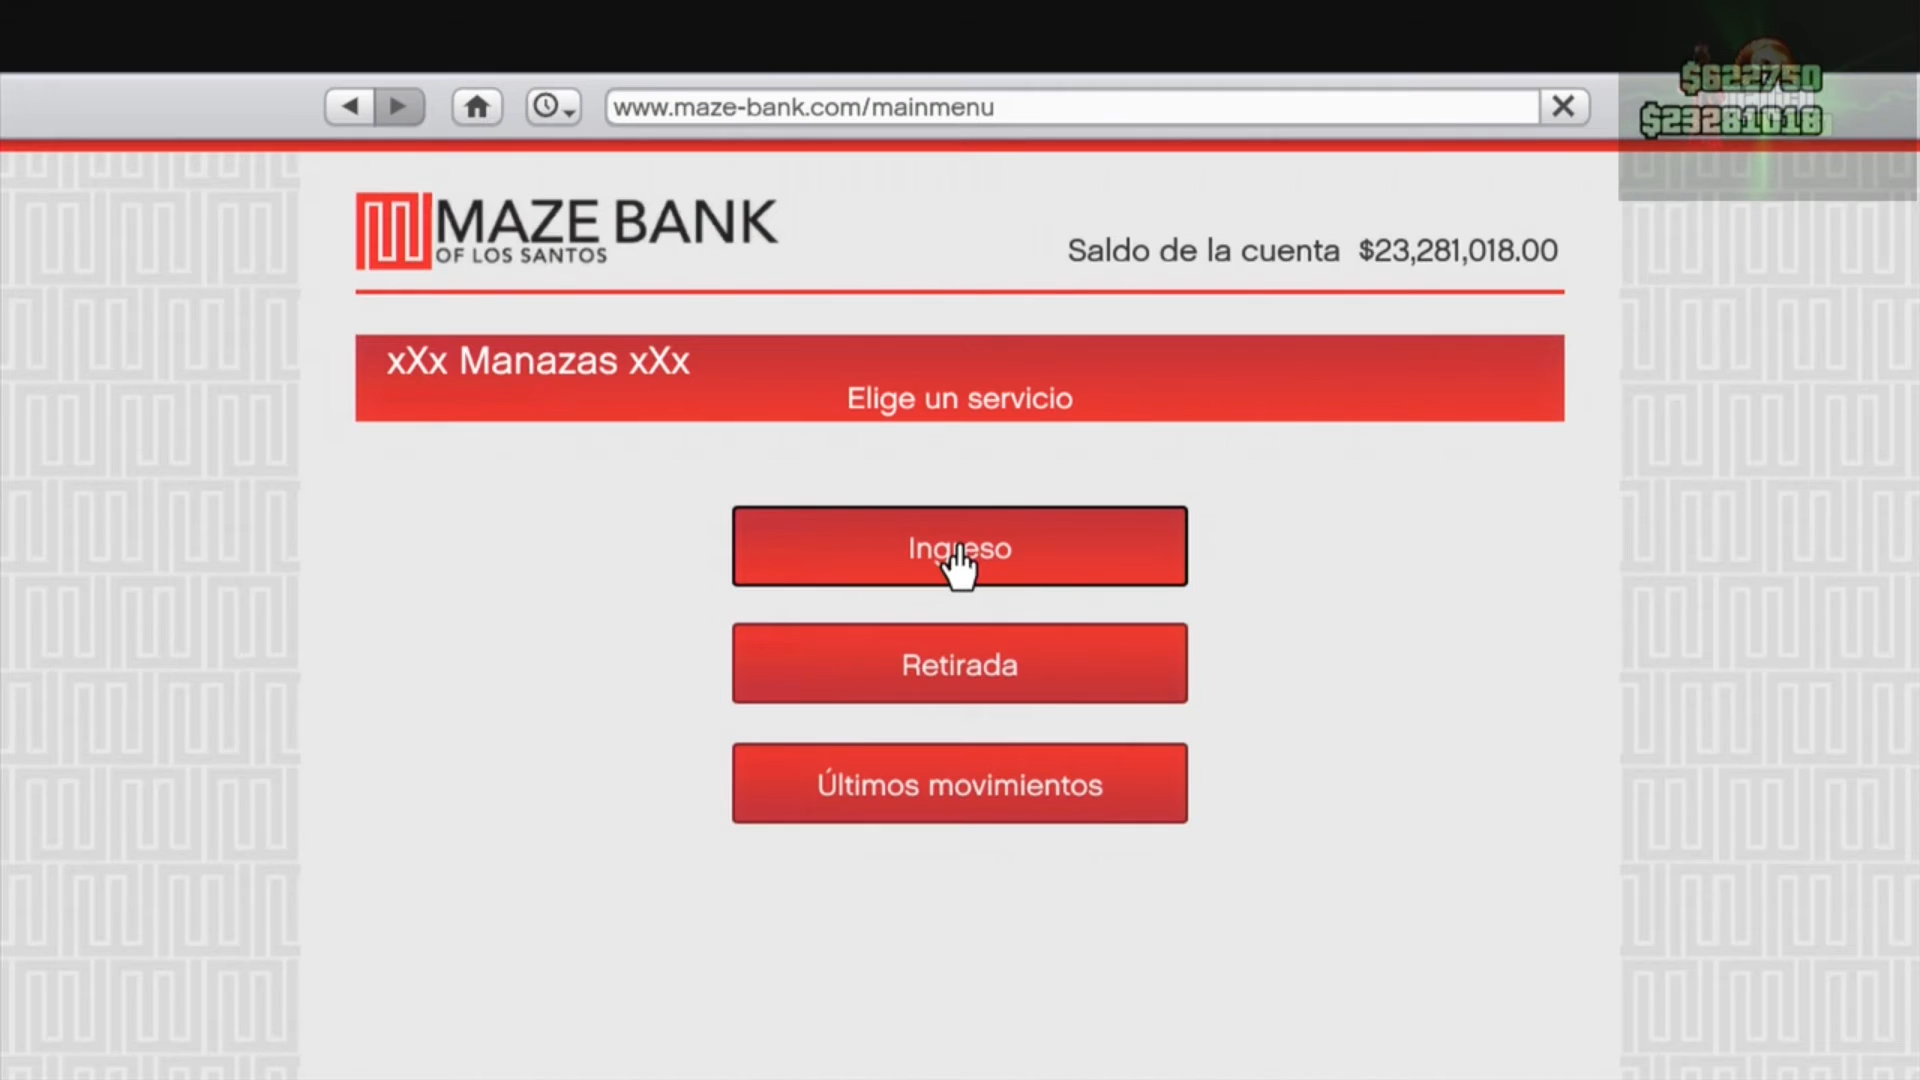 $622750
www.maze-bank.com/mainmenu
$23281018
MAZE BANK
OF LOS SANTOS
Saldo de la cuenta $23,281,018.00
xXx Manazas xXx
Elige un servicio
Ingreso
Retirada
Últimos movimientos